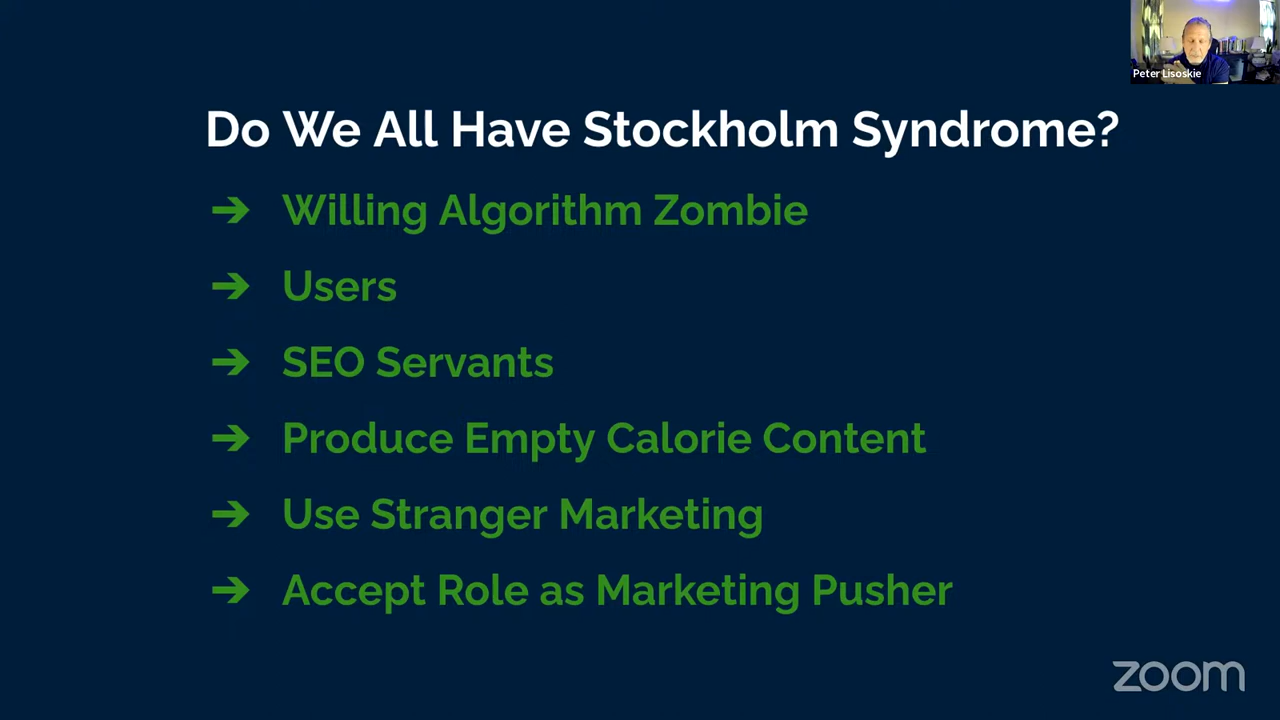 Peter Lisoskie
Do We All Have Stockholm Syndrome?
➔ Willing Algorithm Zombie
➔ Users
➔ SEO Servants
➔ Produce Empty Calorie Content
➔ Use Stranger Marketing
➔ Accept Role as Marketing Pusher
zoom